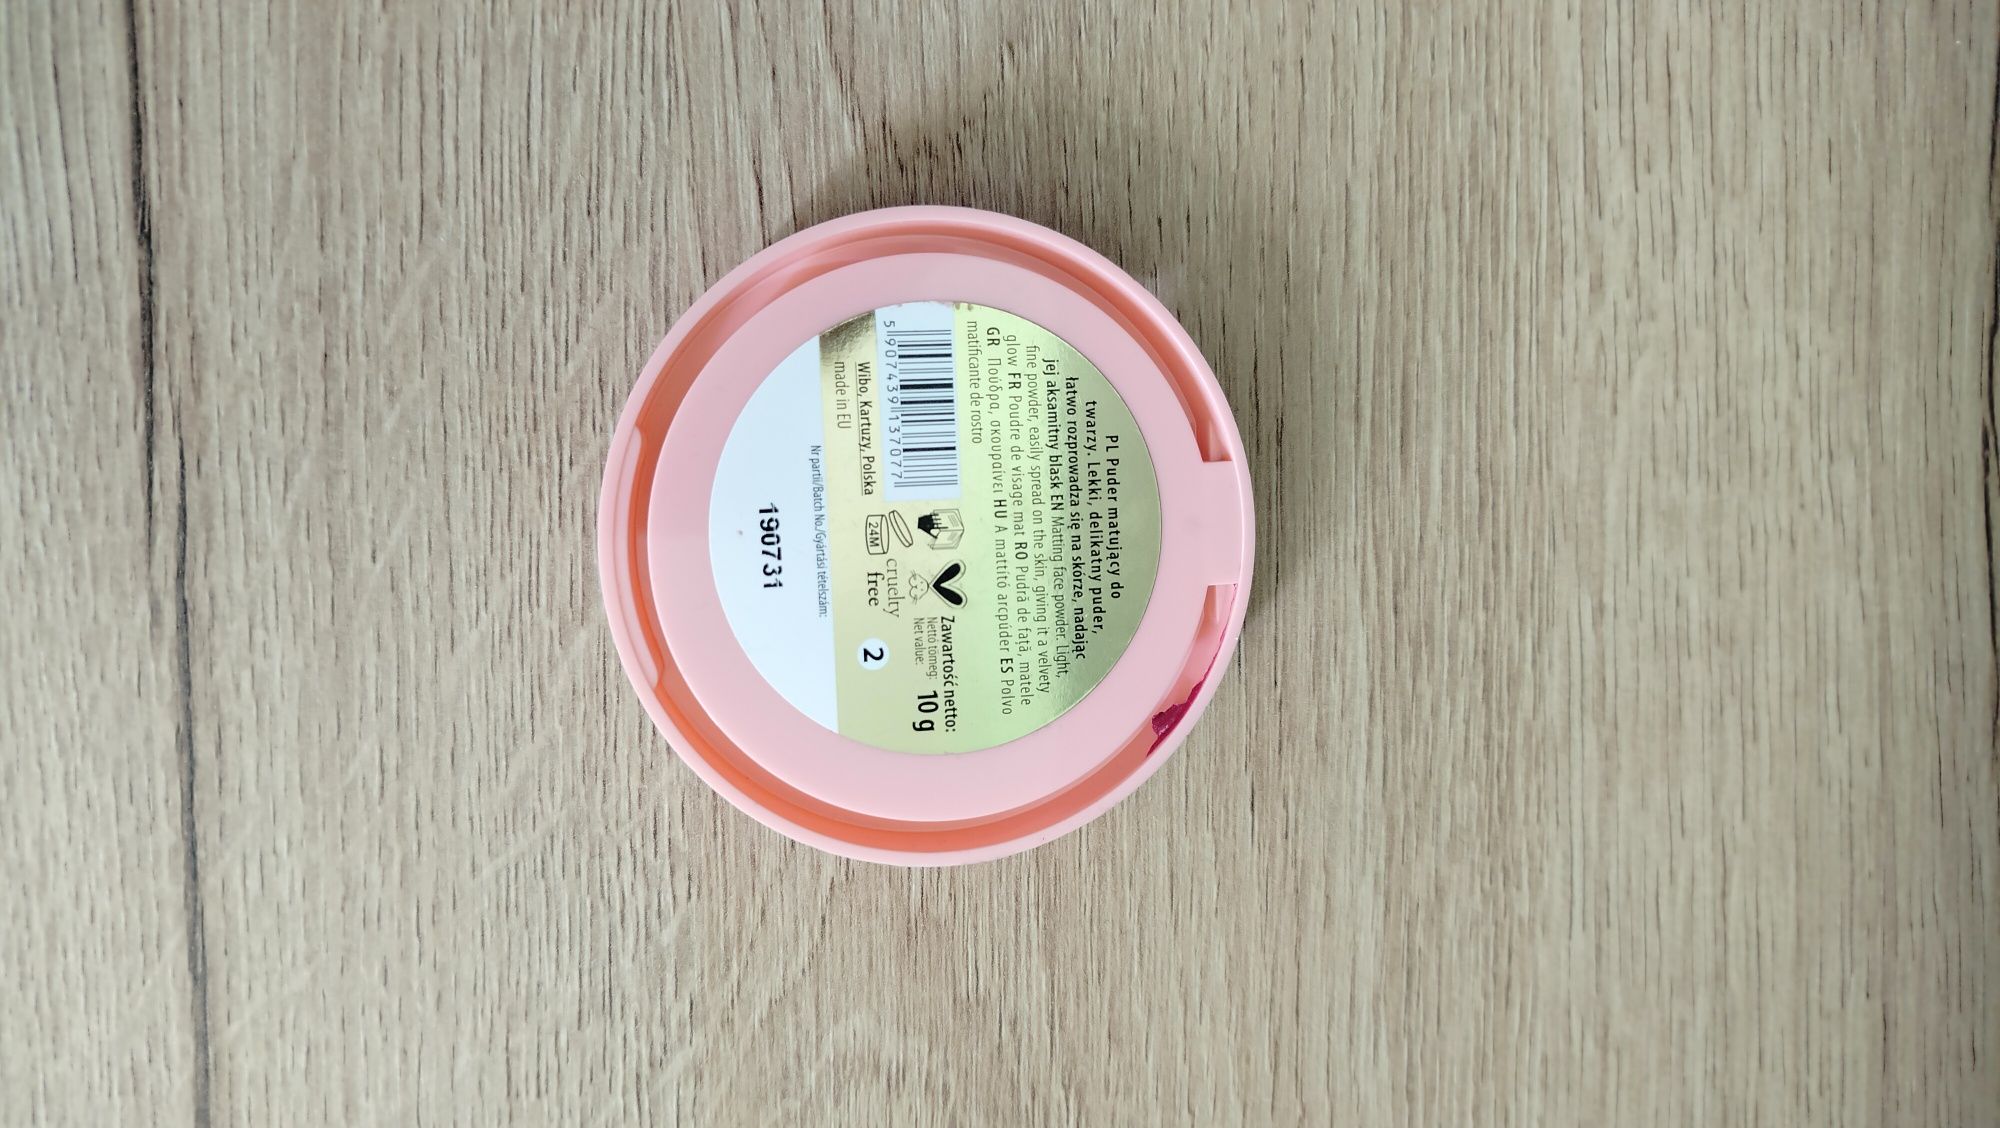 PL Puder matujący do
twarzy. Lekki, delikatny puder,
łatwo rozprowadza się na skórze, nadając
jej aksamitny blask EN Matting face powder. Light,
fine powder, easily spread on the skin, giving it a velvety
glow FR Poudre de visage mat RO Pudră de faţă, matele
GR Πούδρα, σκουραίνει HU A mattító arcpúder ES Polvo
matificante de rostro
5 907439 137077
Zawartość netto:
Nettó tömeg:
Net value:
10 g
24M
cruelty
free
2
Wibo, Kartuzy, Polska
made in EU
Nr partii/Batch No./Gyártási tételszám:
190731